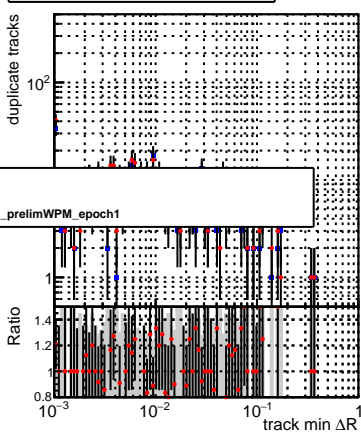 duplicate tracks
10²
_prelimWPM_epoch1
1
Ratio
1.4
1.2
1
0.8
10⁻³ 10⁻² 10⁻¹ 1
track min ΔR